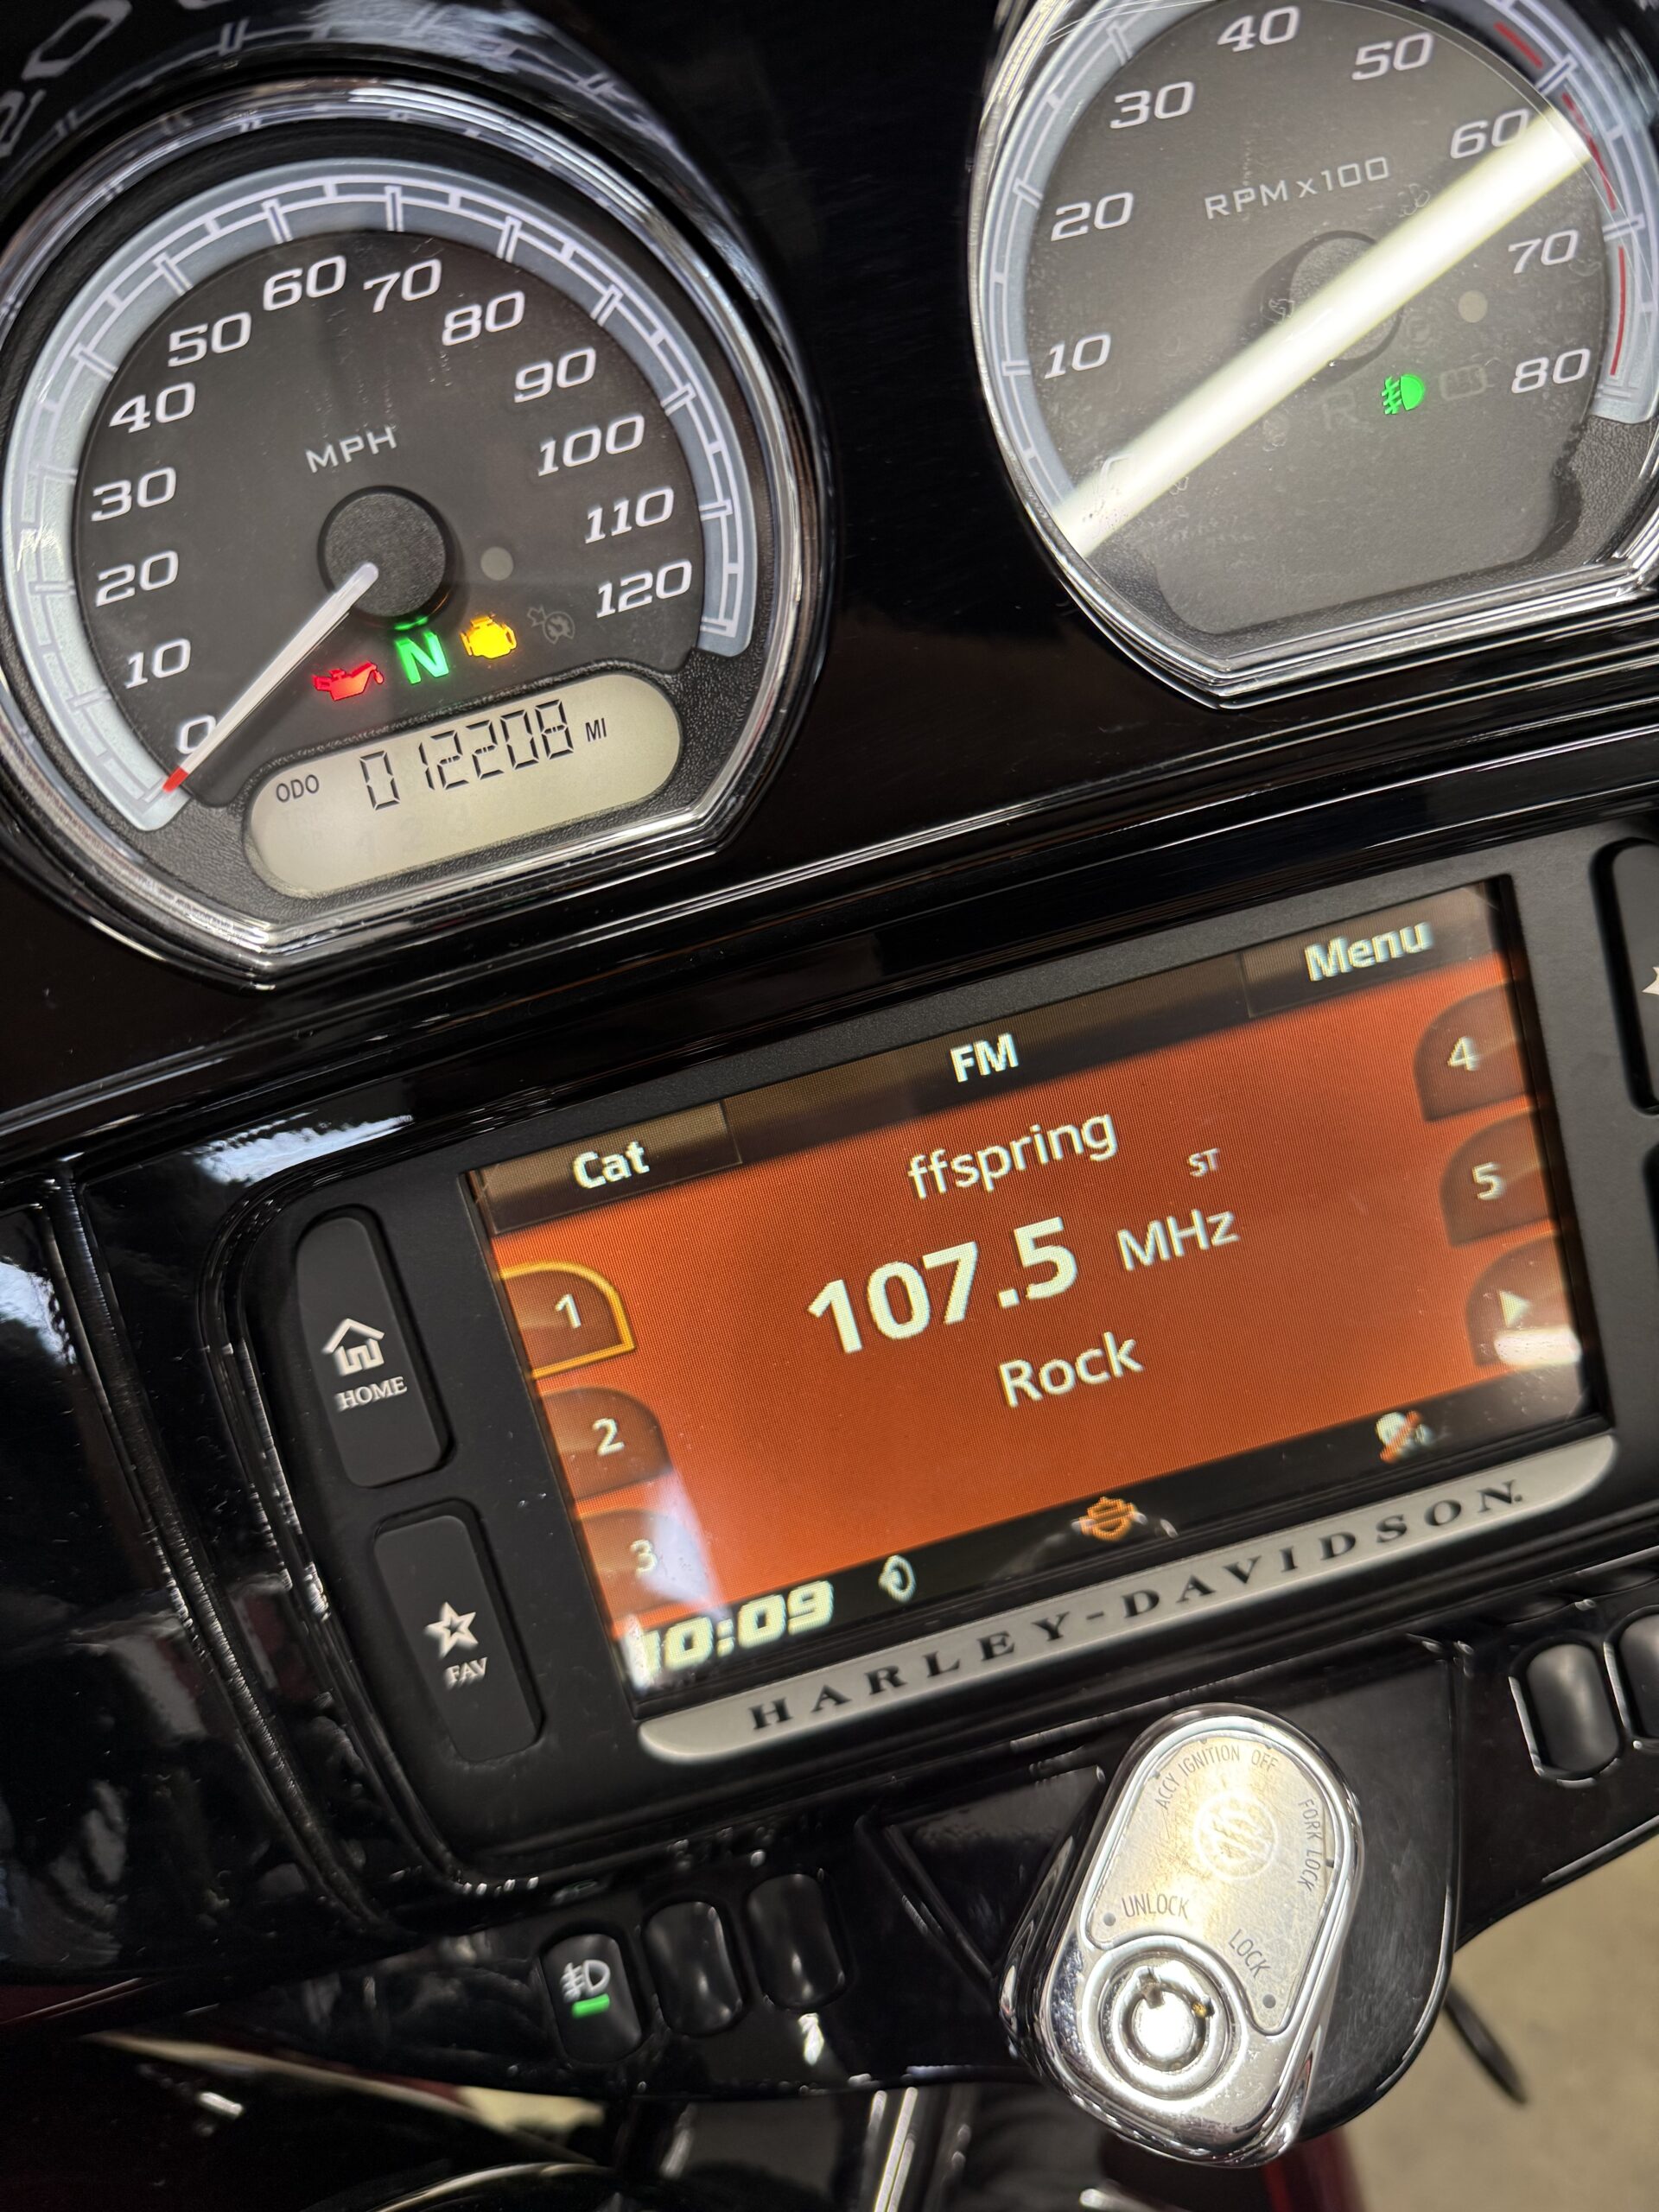 40
50
30
60
RPM x100
20
70
10
80
60
70
50
80
40
90
MPH
100
30
110
20
120
N
10
0
ODO 012208 MI
Menu
FM
4
Cat
ffspring
ST
5
107.5 MHz
1
Rock
HOME
2
3
10:09
FAV
HARLEY-DAVIDSON
ACCY IGNITION OFF
FORK LOCK
UNLOCK
LOCK